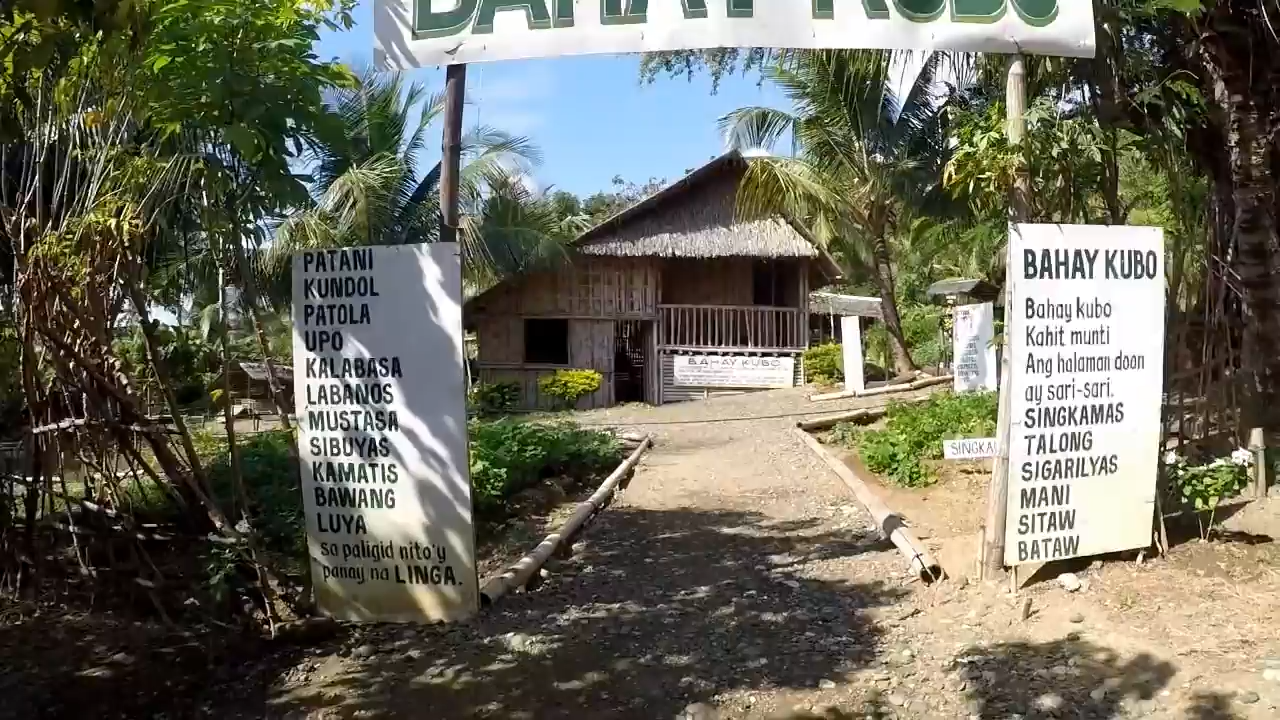 BAHAY KUBO
PATANI
KUNDOL
PATOLA
UPO
KALABASA
LABANOS
MUSTASA
SIBUYAS
KAMATIS
BAWANG
LUYA
sa paligid nito'y
panay na LINGA.
BAHAY KUBO
SINGKA
BAHAY KUBO
Bahay kubo
Kahit munti
Ang halaman doon
ay sari-sari.
SINGKAMAS
TALONG
SIGARILYAS
MANI
SITAW
BATAW